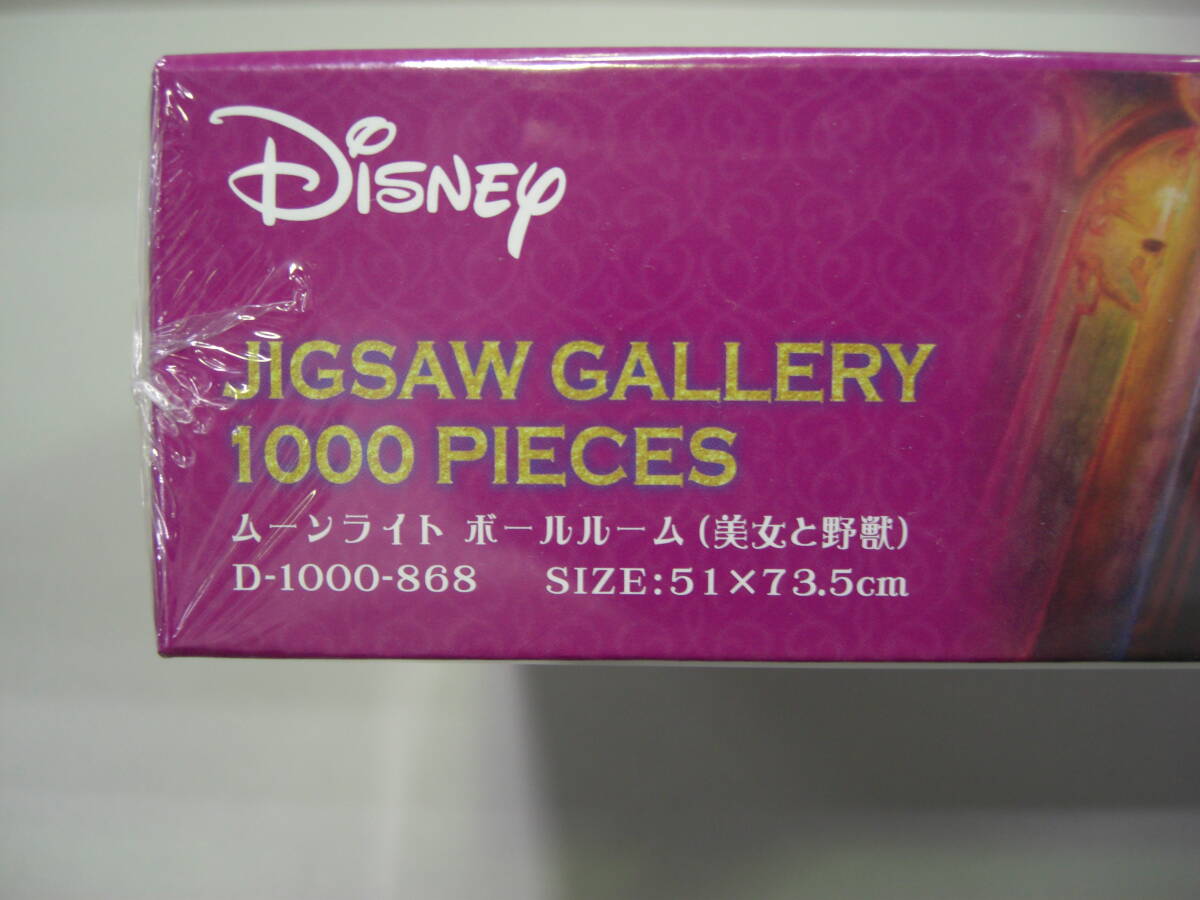 Disney
JIGSAW GALLERY
1000 PIECES
ムーンライト ボールルーム(美女と野獣)
D-1000-868 SIZE:51×73.5cm